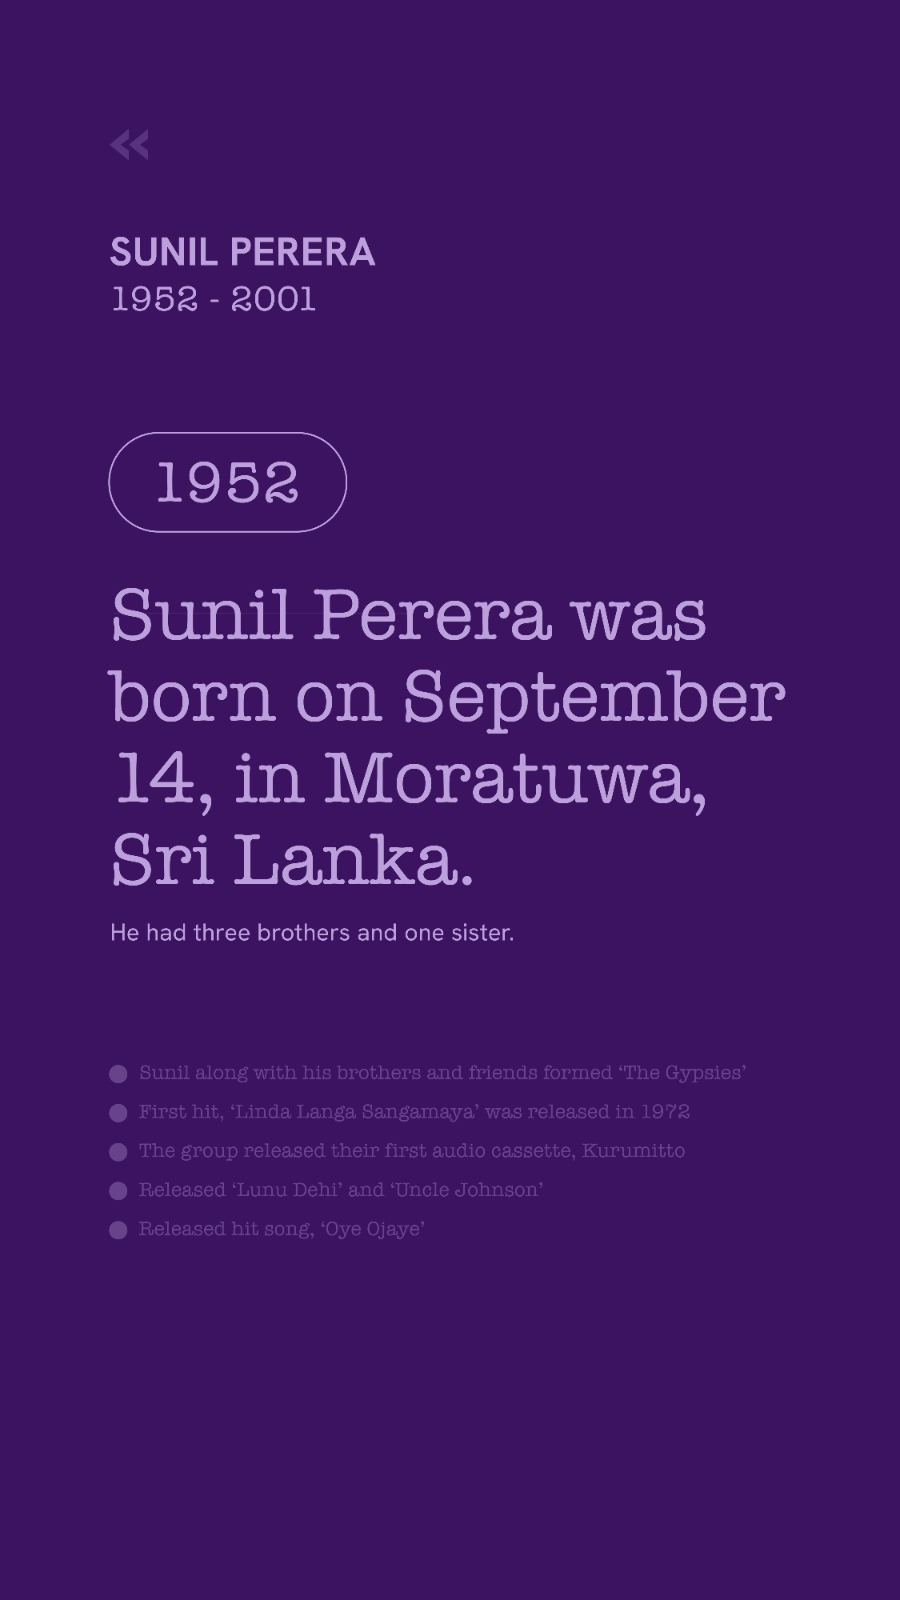 «
SUNIL PERERA
1952 - 2001
1952
Sunil Perera was
born on September
14, in Moratuwa,
Sri Lanka.
He had three brothers and one sister.
Sunil along with his brothers and friends formed ‘The Gypsies’
First hit, ‘Linda Langa Sangamaya’ was released in 1972
The group released their first audio cassette, Kurumitto
Released ‘Lunu Dehi’ and ‘Uncle Johnson’
Released hit song, ‘Oye Ojaye’